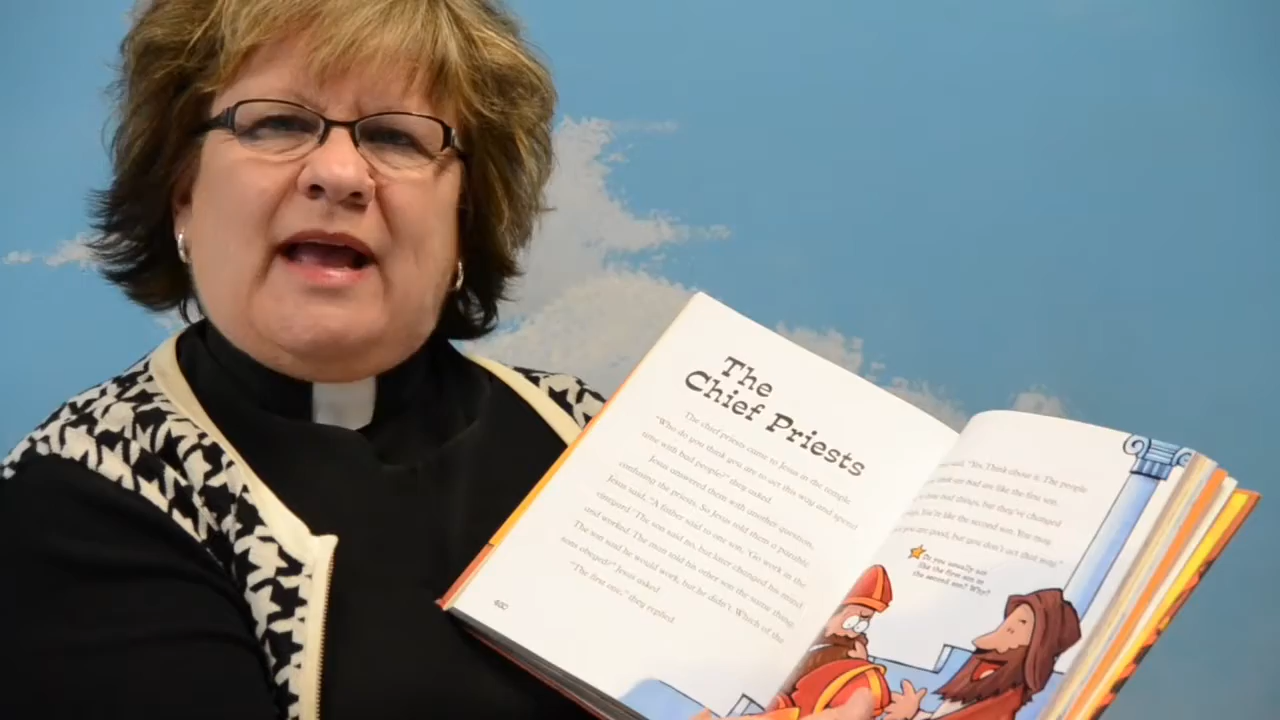 The
Chief Priests
The chief priests came to Jesus in the temple.
"Who do you think you are to act this way and spend
time with bad people?" they asked.
Jesus answered them with another question,
confusing the priests. So Jesus told them a parable.
Jesus said, "A father said to one son, 'Go work in the
vineyard.' The son said no, but later changed his mind
and worked. The man told his other son the same thing.
The son said he would work, but he didn't. Which of the
sons obeyed?" Jesus asked.
"The first one," they replied.
said, "Yes. Think about it. The people
think are bad are like the first son.
bad things, but they've changed
You're like the second son. You may
you are good, but you don't act that way."
Do you usually act
like the first son or
the second son? Why?